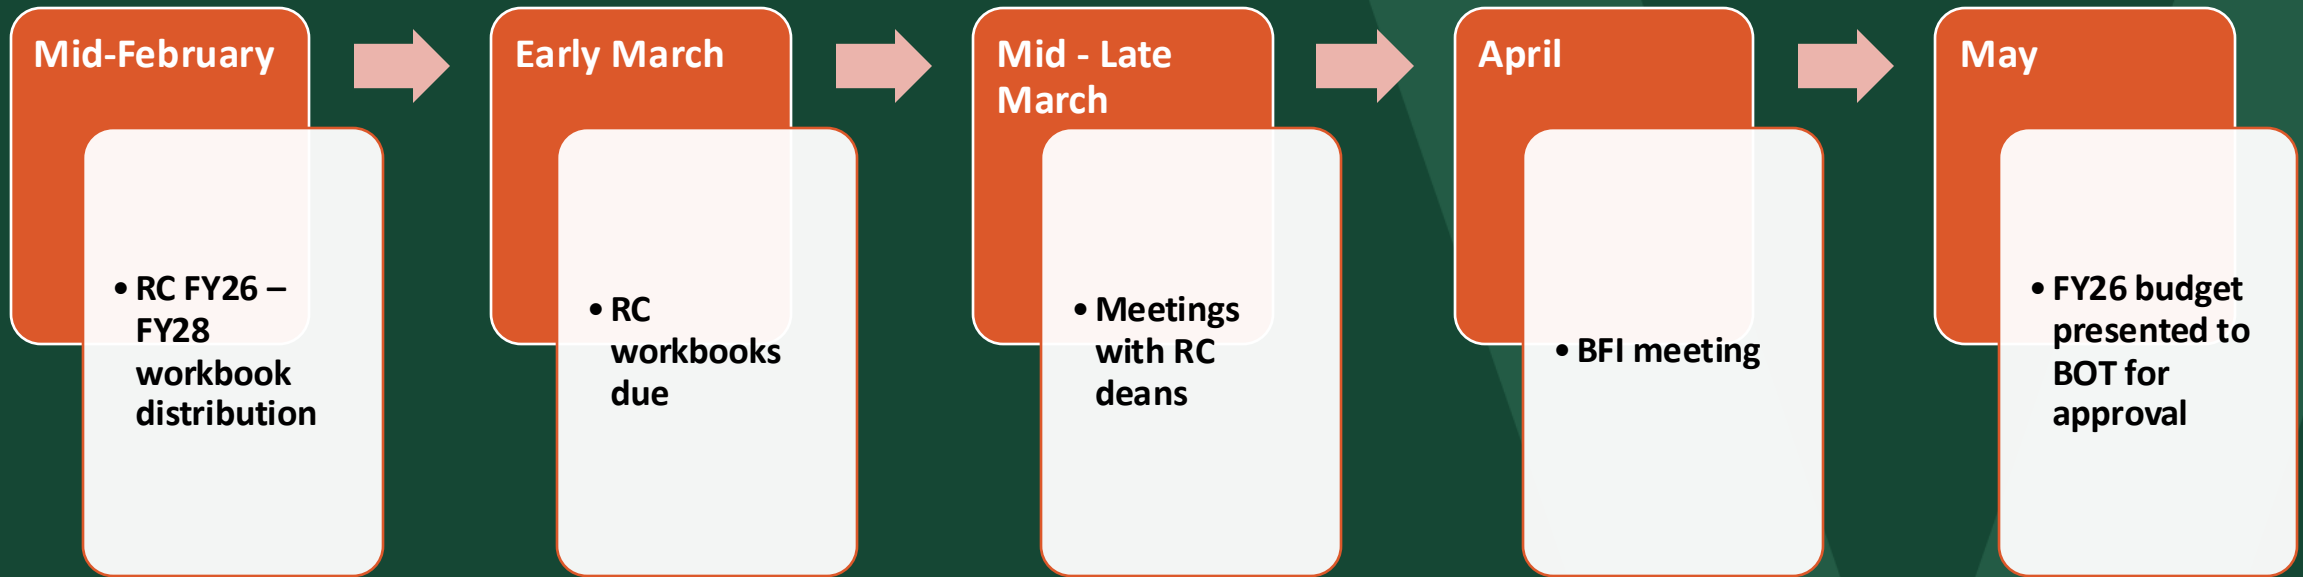 Mid-February
• RC FY26 –
FY28
workbook
distribution
Early March
• RC
workbooks
due
Mid - Late
March
• Meetings
with RC
deans
April
• BFI meeting
May
• FY26 budget
presented to
BOT for
approval